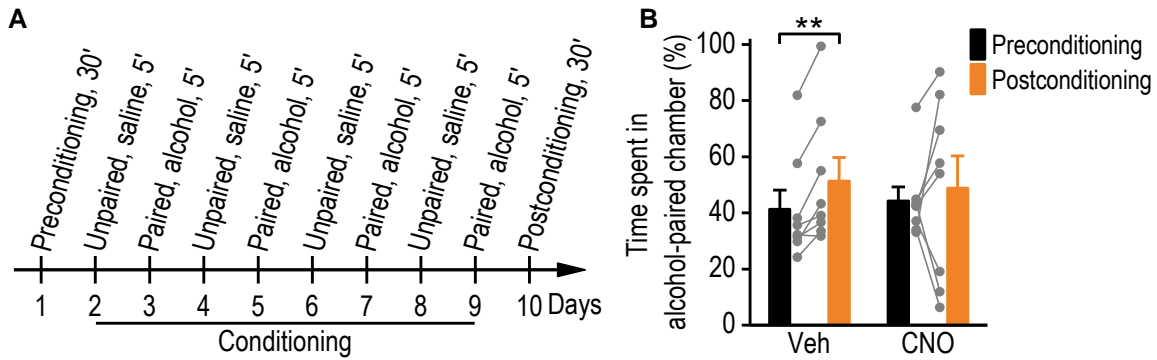 A
Preconditioning, 30'
Unpaired, saline, 5'
Paired, alcohol, 5'
Unpaired, saline, 5'
Paired, alcohol, 5'
Unpaired, saline, 5'
Paired, alcohol, 5'
Unpaired, saline, 5'
Paired, alcohol, 5'
Postconditioning, 30'
1 2 3 4 5 6 7 8 9 10 Days
Conditioning
B
Time spent in
alcohol-paired chamber (%)
100
80
60
40
20
0
**
Veh CNO
Preconditioning
Postconditioning